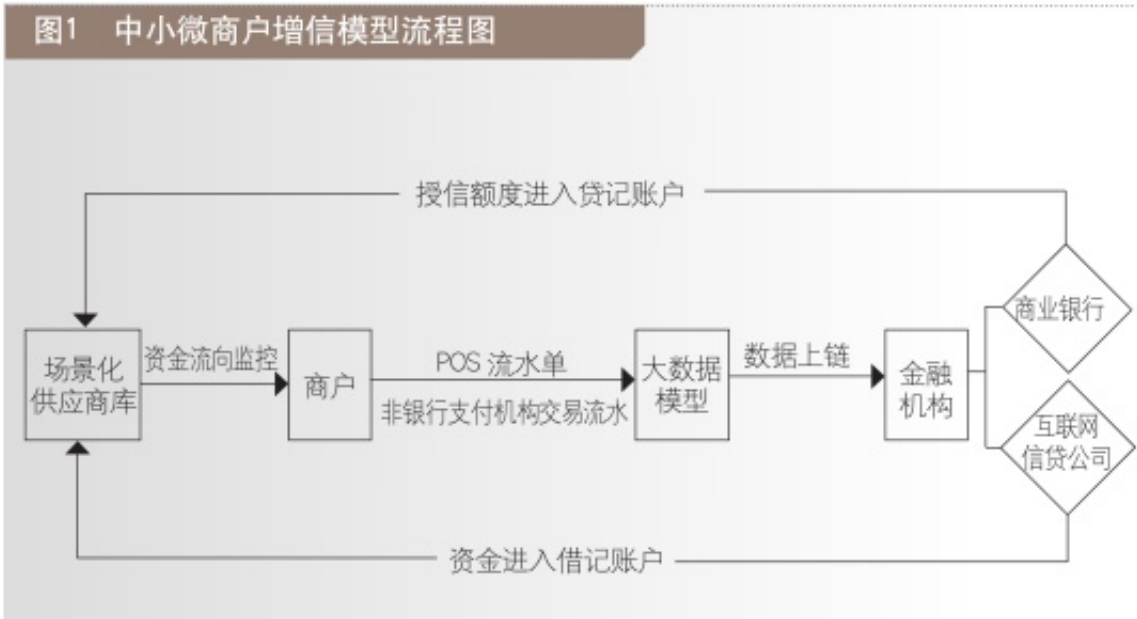 图1 中小微商户增信模型流程图
授信额度进入贷记账户
商业银行
场景化
供应商库
资金流向监控
商户
POS 流水单
非银行支付机构交易流水
大数据
模型
数据上链
金融
机构
互联网
信贷公司
资金进入借记账户